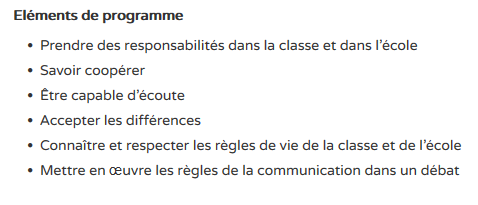 Eléments de programme
• Prendre des responsabilités dans la classe et dans l'école
• Savoir coopérer
• Être capable d'écoute
• Accepter les différences
• Connaître et respecter les règles de vie de la classe et de l'école
• Mettre en œuvre les règles de la communication dans un débat